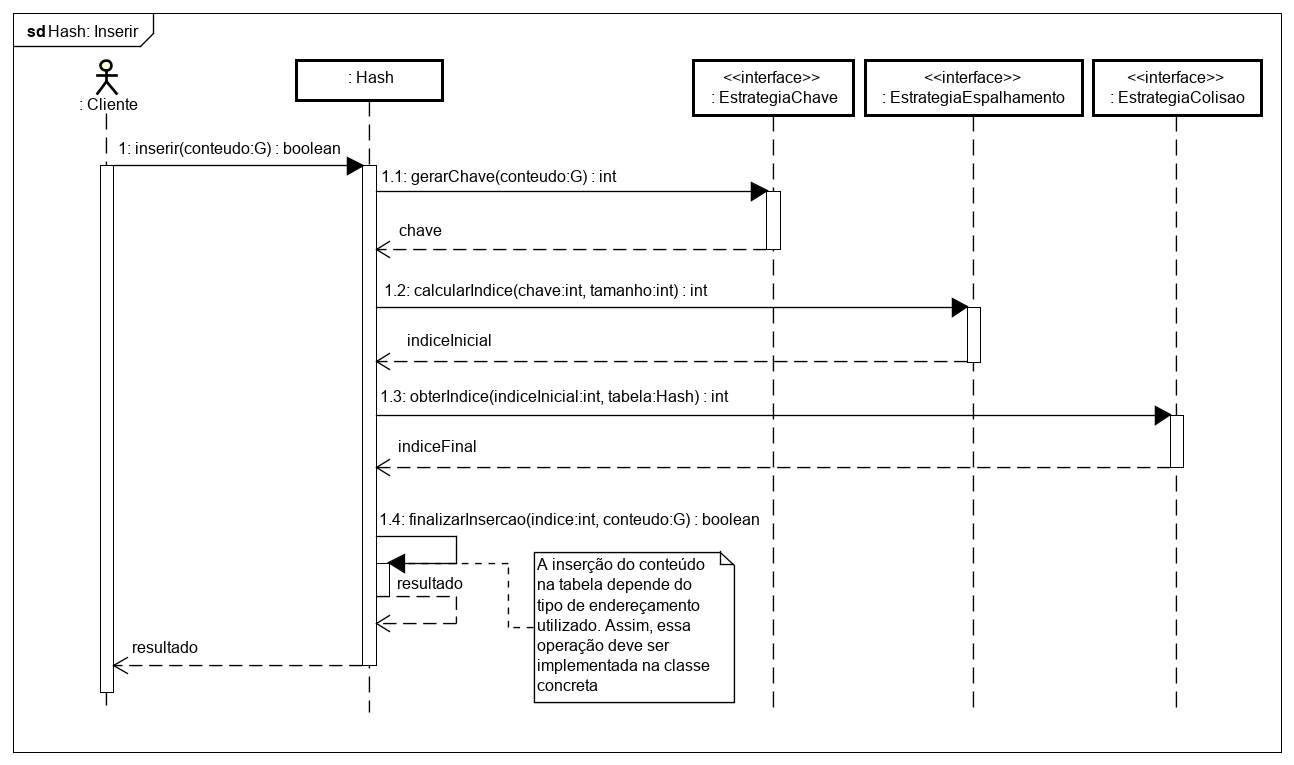 sd Hash: Inserir
: Cliente
: Hash
<<interface>>
: EstrategiaChave
<<interface>>
: EstrategiaEspalhamento
<<interface>>
: EstrategiaColisao
1: inserir(conteudo:G) : boolean
1.1: gerarChave(conteudo:G) : int
chave
1.2: calcularIndice(chave:int, tamanho:int) : int
indiceInicial
1.3: obterIndice(indiceInicial:int, tabela:Hash) : int
indiceFinal
1.4: finalizarInsercao(indice:int, conteudo:G) : boolean
resultado
A inserção do conteúdo
na tabela depende do
tipo de endereçamento
utilizado. Assim, essa
operação deve ser
implementada na classe
concreta
resultado